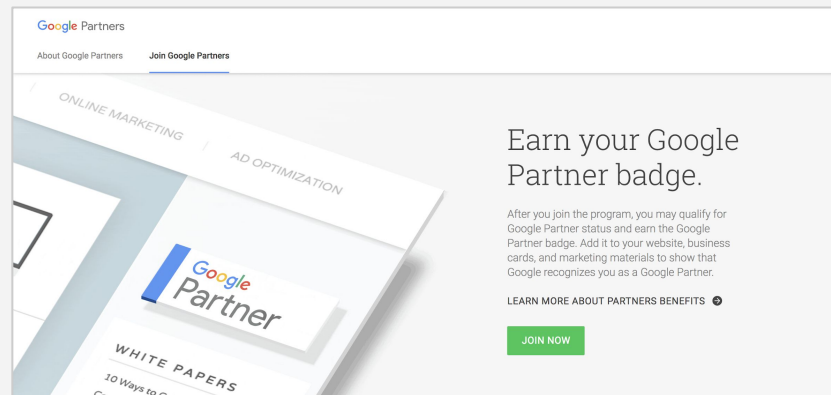 Google Partners
About Google Partners
Join Google Partners
ONLINE MARKETING
AD OPTIMIZATION
Google
Partner
WHITE PAPERS
10 Ways to
Earn your Google
Partner badge.
After you join the program, you may qualify for
Google Partner status and earn the Google
Partner badge. Add it to your website, business
cards, and marketing materials to show that
Google recognizes you as a Google Partner.
LEARN MORE ABOUT PARTNERS BENEFITS
JOIN NOW